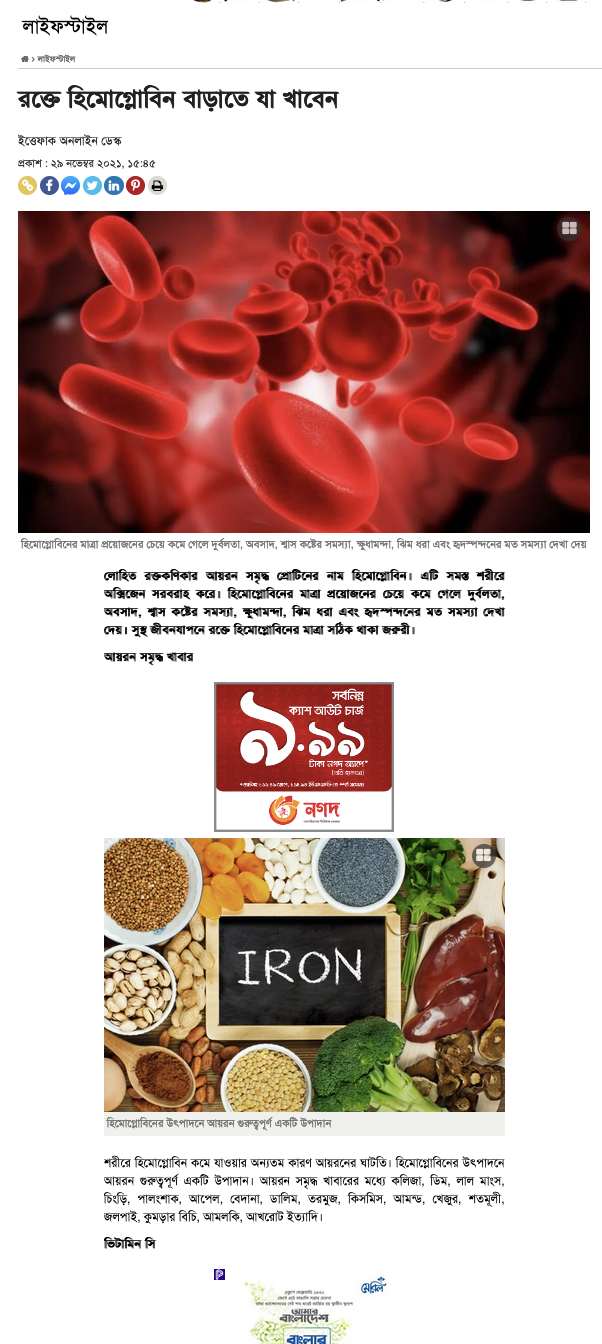 লাইফস্টাইল
লাইফস্টাইল
রক্তে হিমোগ্লোবিন বাড়াতে যা খাবেন
ইত্তেফাক অনলাইন ডেস্ক
প্রকাশ : ২৯ নভেম্বর ২০২১, ১৫:৪৫
হিমোগ্লোবিনের মাত্রা প্রয়োজনের চেয়ে কমে গেলে দুর্বলতা, অবসাদ, শ্বাস কষ্টের সমস্যা, ক্ষুধামন্দা, ঝিম ধরা এবং হৃদস্পন্দনের মত সমস্যা দেখা দেয়
লোহিত রক্তকণিকার আয়রন সমৃদ্ধ প্রোটিনের নাম হিমোগ্লোবিন। এটি সমস্ত শরীরে
অক্সিজেন সরবরাহ করে। হিমোগ্লোবিনের মাত্রা প্রয়োজনের চেয়ে কমে গেলে দুর্বলতা,
অবসাদ, শ্বাস কষ্টের সমস্যা, ক্ষুধামন্দা, ঝিম ধরা এবং হৃদস্পন্দনের মত সমস্যা দেখা
দেয়। সুস্থ জীবনযাপনে রক্তে হিমোগ্লোবিনের মাত্রা সঠিক থাকা জরুরী।
আয়রন সমৃদ্ধ খাবার
সর্বনিম্ন
ক্যাশ আউট চার্জ
৯.৯৯
টাকা নগদ অ্যাপে*
(প্রতি হাজারে)
নগদ
IRON
হিমোগ্লোবিনের উৎপাদনে আয়রন গুরুত্বপূর্ণ একটি উপাদান
শরীরে হিমোগ্লোবিন কমে যাওয়ার অন্যতম কারণ আয়রনের ঘাটতি। হিমোগ্লোবিনের উৎপাদনে
আয়রন গুরুত্বপূর্ণ একটি উপাদান। আয়রন সমৃদ্ধ খাবারের মধ্যে কলিজা, ডিম, লাল মাংস,
চিংড়ি, পালংশাক, আপেল, বেদানা, ডালিম, তরমুজ, কিসমিস, আমন্ড, খেজুর, শতমূলী,
জলপাই, কুমড়ার বিচি, আমলকি, আখরোট ইত্যাদি।
ভিটামিন সি
মেরিল
আমার
বাংলাদেশ
বাংলার